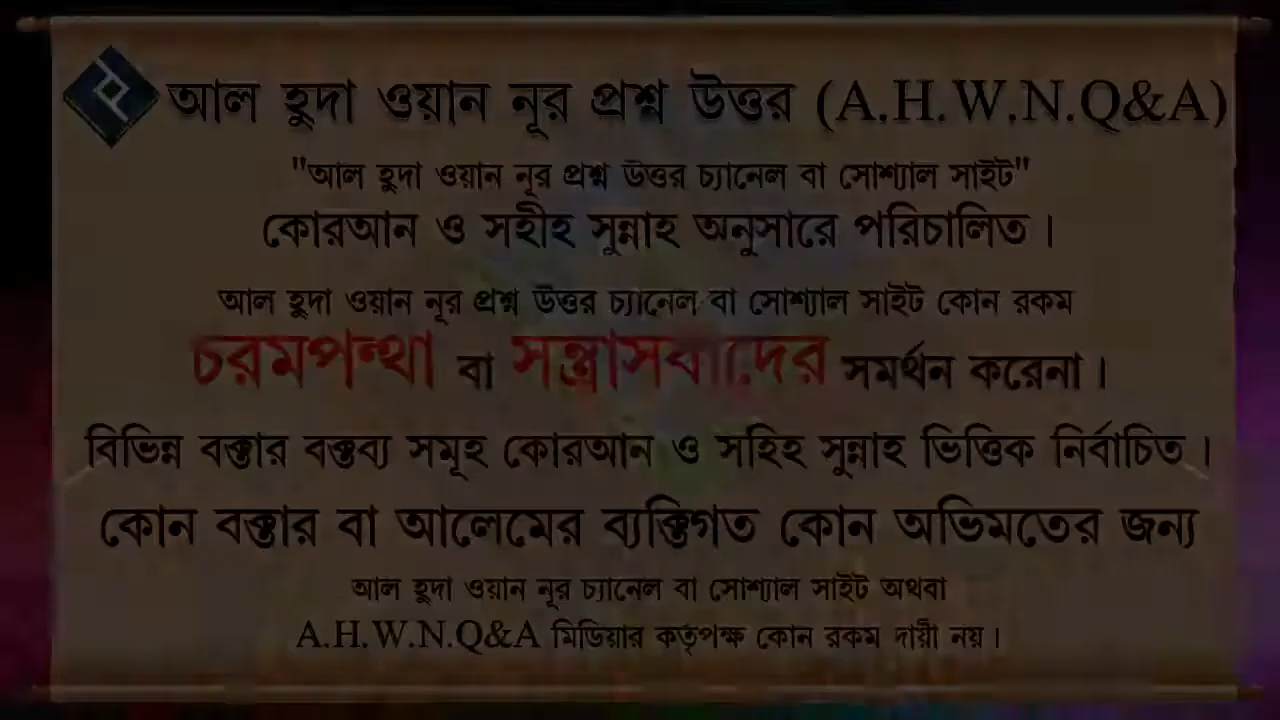 আল হুদা ওয়ান নূর প্রশ্ন উত্তর (A.H.W.N.Q&A)
"আল হুদা ওয়ান নূর প্রশ্ন উত্তর চ্যানেল বা সোশ্যাল সাইট"
কোরআন ও সহীহ সুন্নাহ অনুসারে পরিচালিত।
আল হুদা ওয়ান নূর প্রশ্ন উত্তর চ্যানেল বা সোশ্যাল সাইট কোন রকম
চরমপন্থা বা সন্ত্রাসবাদের সমর্থন করেনা।
বিভিন্ন বক্তার বক্তব্য সমূহ কোরআন ও সহিহ সুন্নাহ ভিত্তিক নির্বাচিত।
কোন বক্তার বা আলেমের ব্যক্তিগত কোন অভিমতের জন্য
আল হুদা ওয়ান নূর চ্যানেল বা সোশ্যাল সাইট অথবা
A.H.W.N.Q&A মিডিয়ার কর্তৃপক্ষ কোন রকম দায়ী নয়।